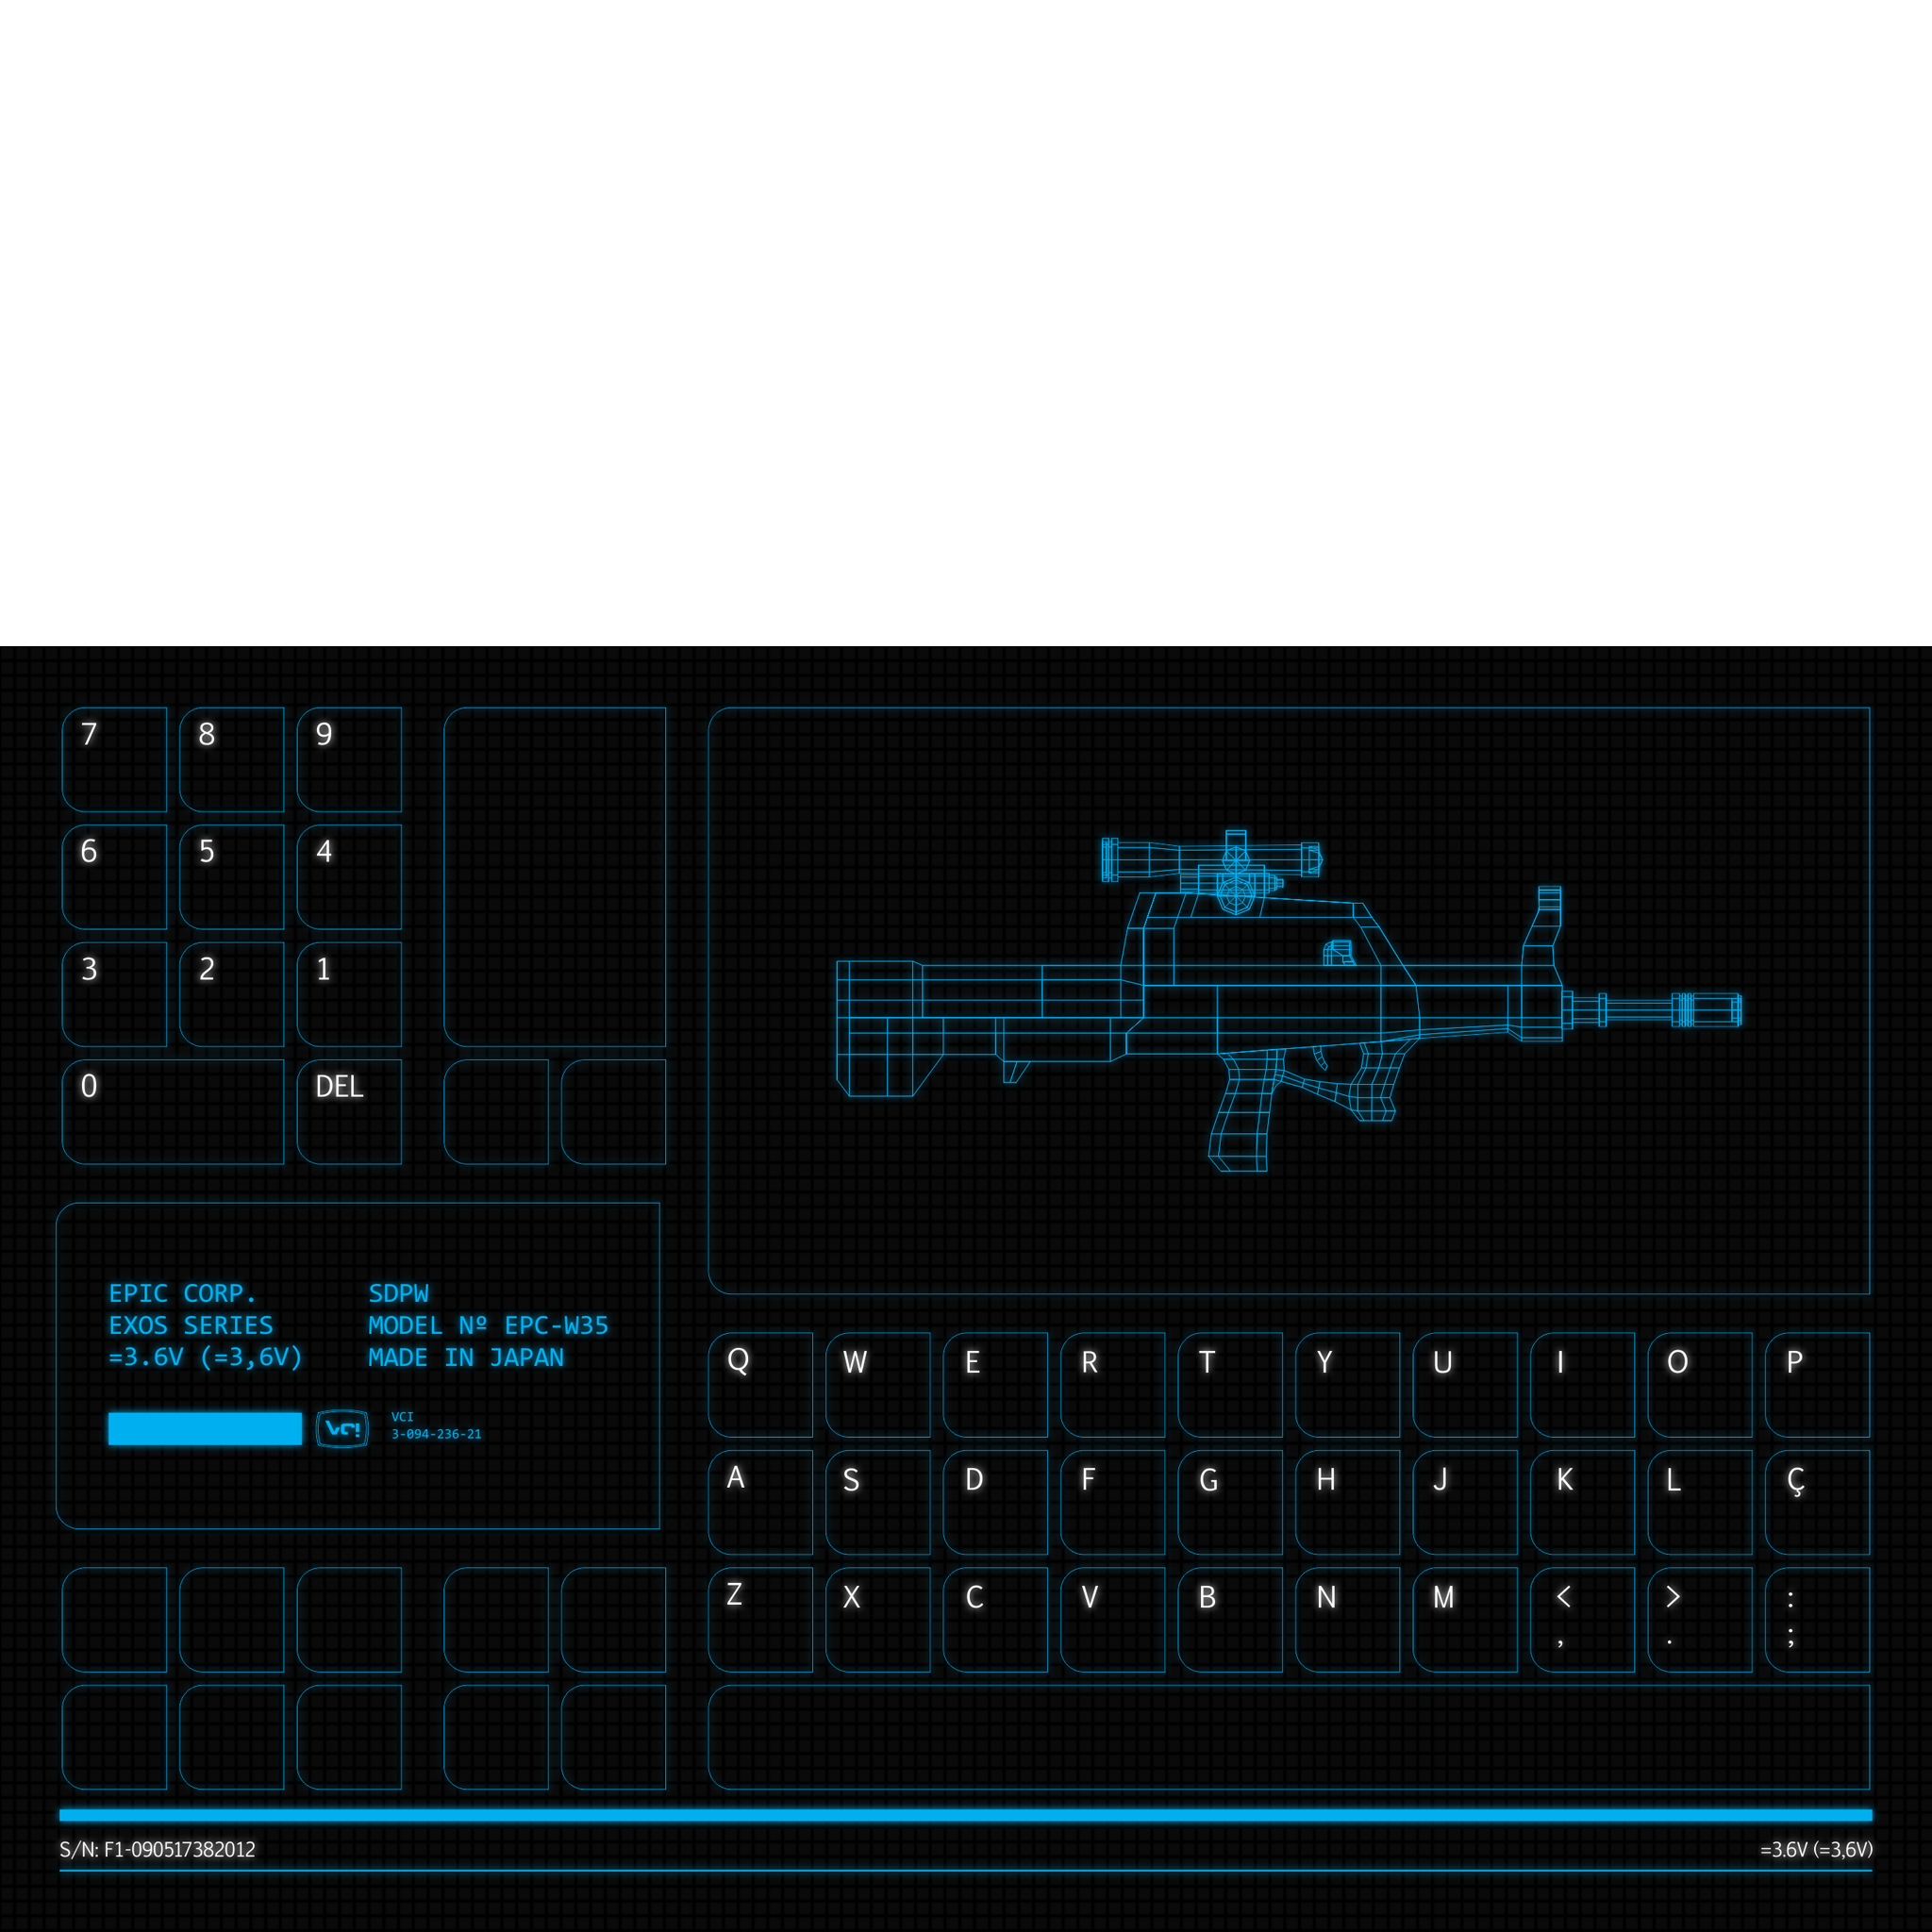 7 8 9
6 5 4
3 2 1
0 DEL
EPIC CORP.
EXOS SERIES
=3.6V (=3,6V)
SDPW
MODEL Nº EPC-W35
MADE IN JAPAN
VCI
VCI
3-094-236-21
Q W E R T Y U I O P
A S D F G H J K L Ç
Z X C V B N M < > :
, . ;
S/N: F1-090517382012
=3.6V (=3,6V)